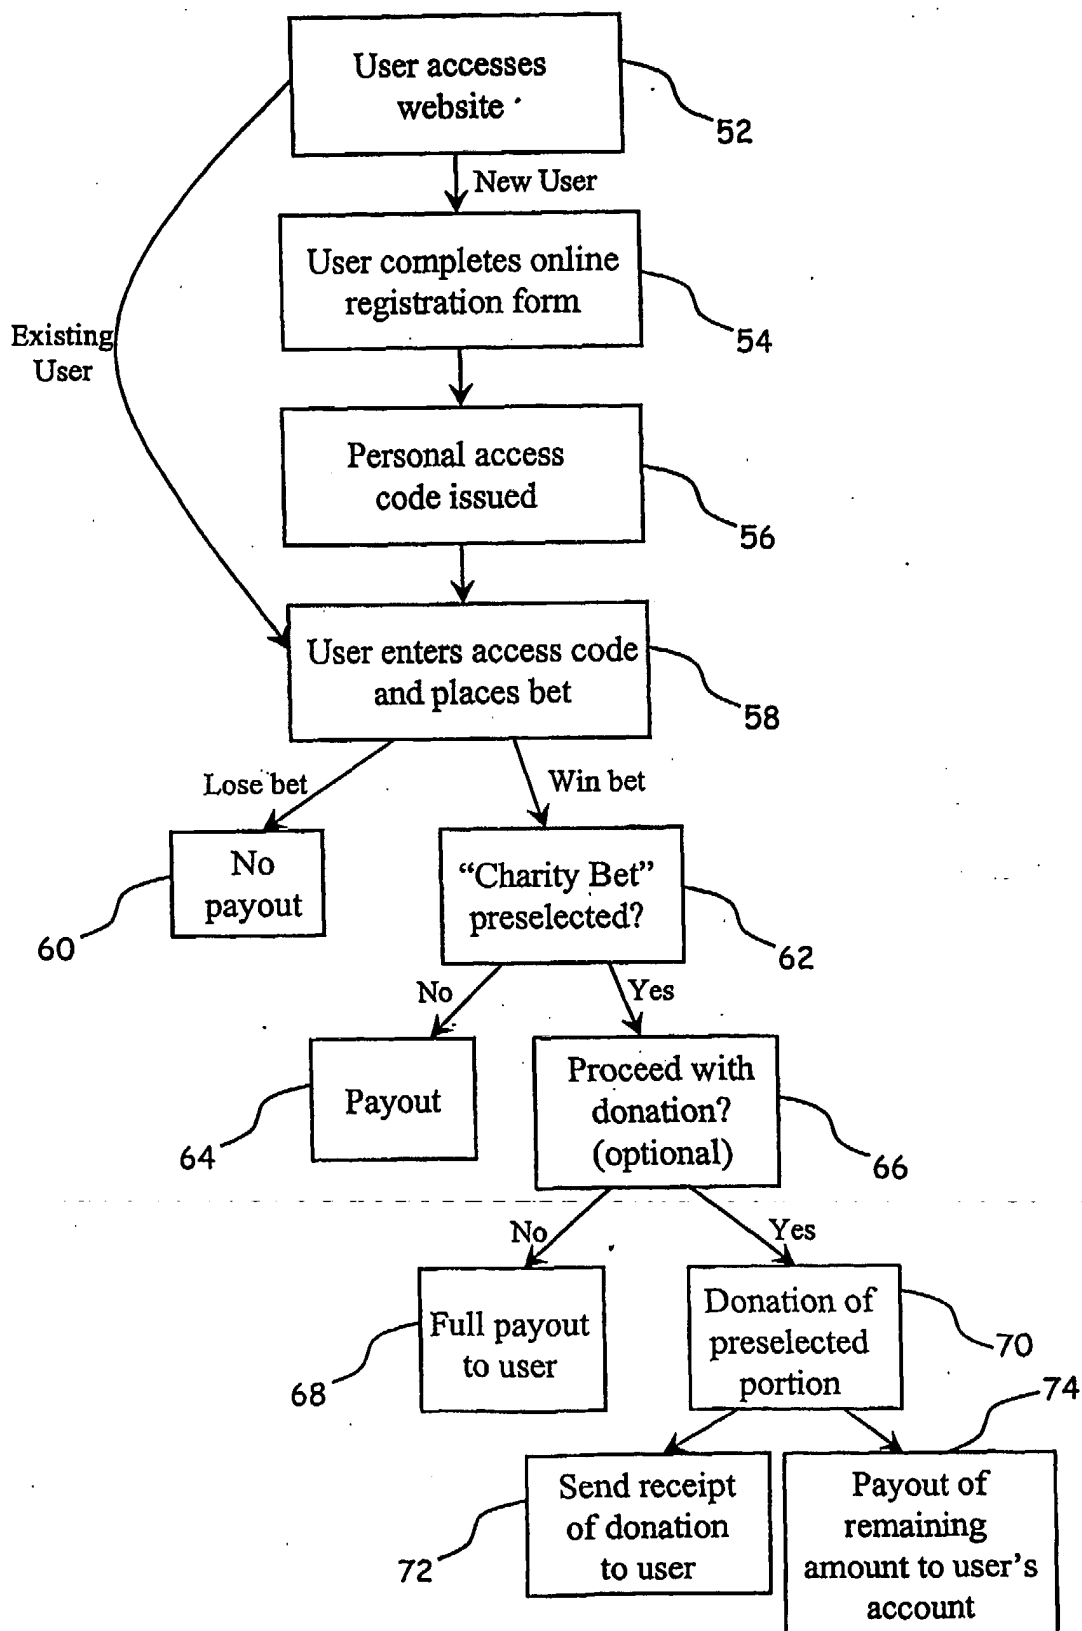 User accesses
website
52
New User
User completes online
registration form
54
Existing
User
Personal access
code issued
56
User enters access code
and places bet
58
Lose bet
Win bet
No
payout
60
“Charity Bet”
preselected?
62
No
Yes
Payout
64
Proceed with
donation?
(optional)
66
No
Yes
Full payout
to user
68
Donation of
preselected
portion
70
74
Send receipt
of donation
to user
72
Payout of
remaining
amount to user’s
account